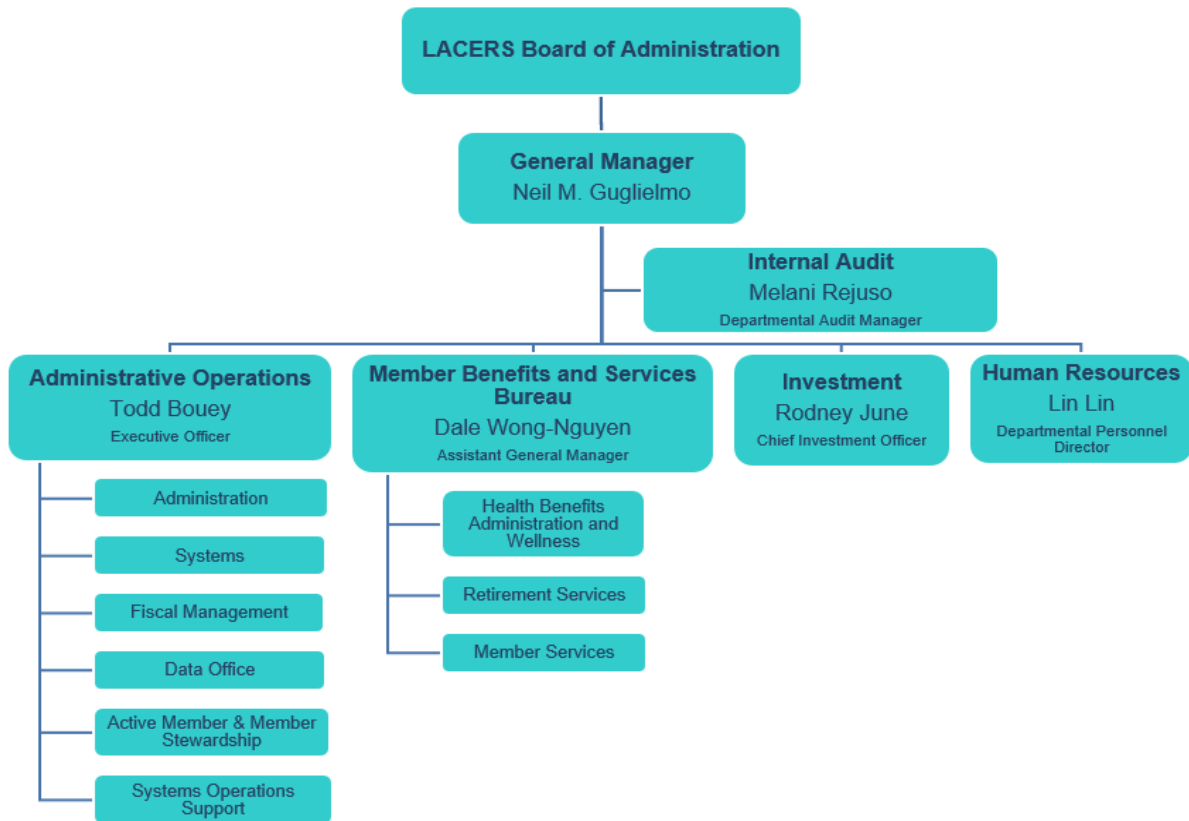 LACERS Board of Administration
General Manager
Neil M. Guglielmo
Internal Audit
Melani Rejuso
Departmental Audit Manager
Administrative Operations
Todd Bouey
Executive Officer
Member Benefits and Services
Bureau
Dale Wong-Nguyen
Assistant General Manager
Investment
Rodney June
Chief Investment Officer
Human Resources
Lin Lin
Departmental Personnel
Director
Administration
Systems
Fiscal Management
Data Office
Active Member & Member
Stewardship
Systems Operations
Support
Health Benefits
Administration and
Wellness
Retirement Services
Member Services